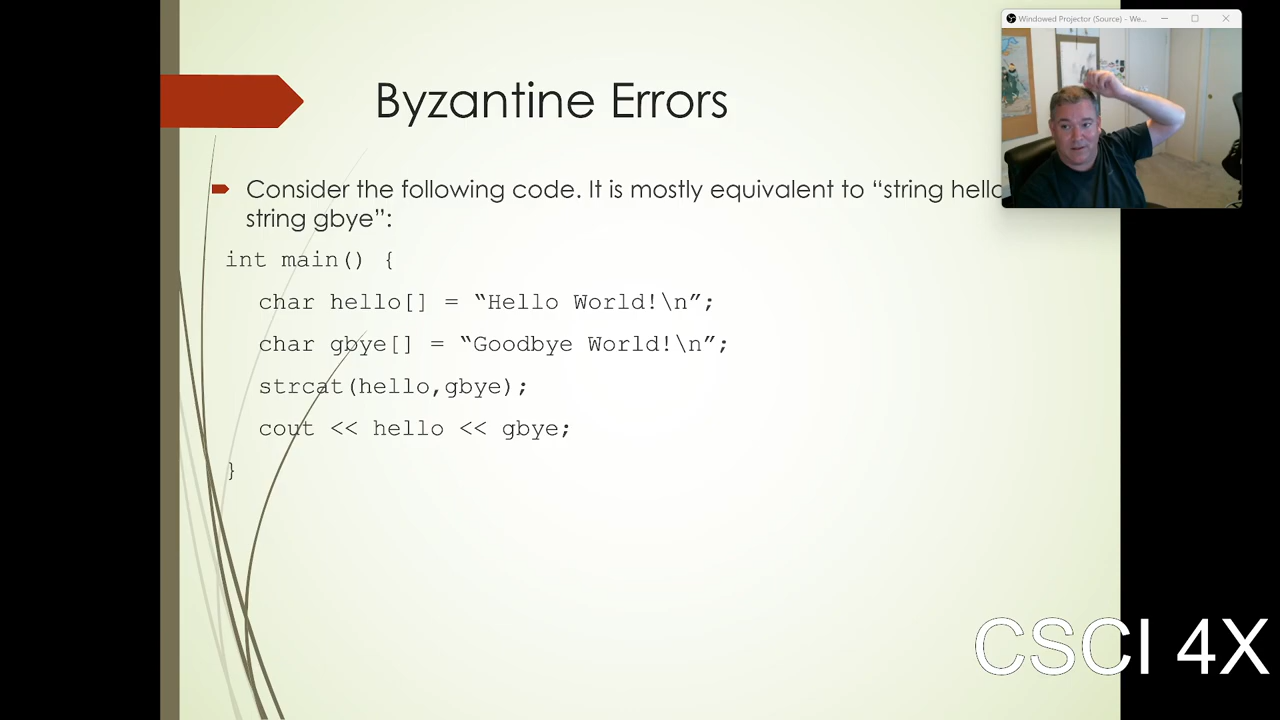 Windowed Projector (Source) - We...
Byzantine Errors
Consider the following code. It is mostly equivalent to “string hello
string gbye”:
int main() {
char hello[] = “Hello World!\n”;
char gbye[] = “Goodbye World!\n”;
strcat(hello,gbye);
cout << hello << gbye;
}
CSCI 4X